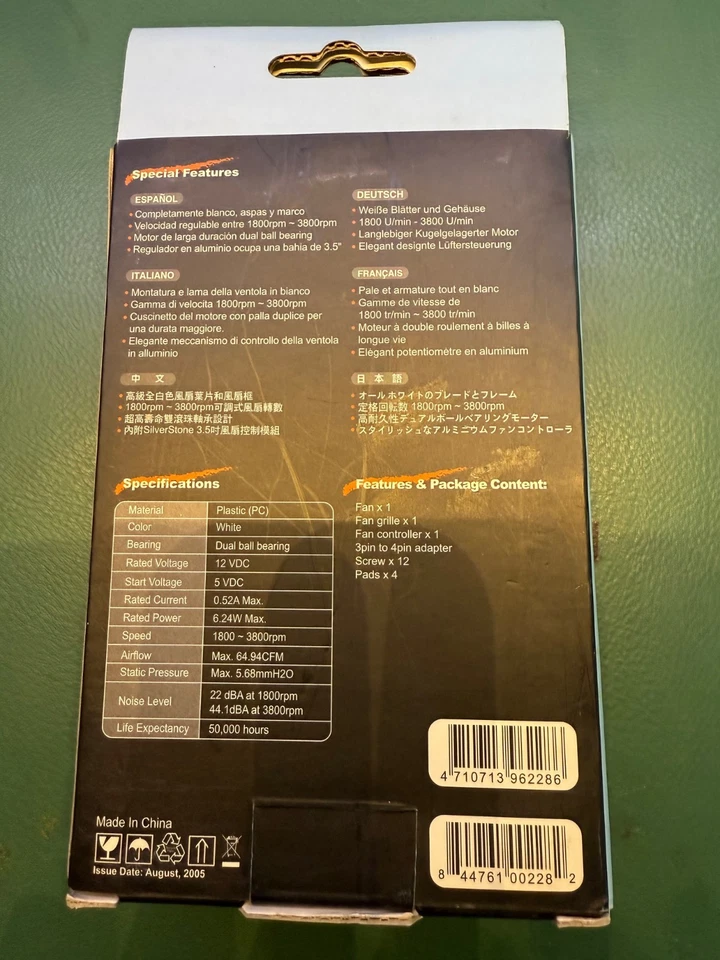 Special Features
ESPAÑOL
• Completamente blanco, aspas y marco
• Velocidad regulable entre 1800rpm ~ 3800rpm
• Motor de larga duración dual ball bearing
• Regulador en aluminio ocupa una bahía de 3.5"
DEUTSCH
• Weiße Blätter und Gehäuse
• 1800 U/min - 3800 U/min
• Langlebiger Kugelgelagerter Motor
• Elegant designte Lüftersteuerung
ITALIANO
• Montatura e lama della ventola in bianco
• Gamma di velocita 1800rpm ~ 3800rpm
• Cuscinetto del motore con palla duplice per
una durata maggiore.
• Elegante meccanismo di controllo della ventola
in alluminio
FRANÇAIS
• Pale et armature tout en blanc
• Gamme de vitesse de
1800 tr/min ~ 3800 tr/min
• Moteur à double roulement à billes à
longue vie
• Elégant potentiomètre en aluminium
中 文
• 高級全白色風扇葉片和風扇框
• 1800rpm ~ 3800rpm可調式風扇轉數
• 超高壽命雙滾珠軸承設計
• 內附SilverStone 3.5吋風扇控制模組
日 本 語
• オールホワイトのブレードとフレーム
• 定格回転数 1800rpm ~ 3800rpm
• 高耐久性デュアルボールベアリングモーター
• スタイリッシュなアルミニウムファンコントローラ
Specifications
Material Plastic (PC)
Color White
Bearing Dual ball bearing
Rated Voltage 12 VDC
Start Voltage 5 VDC
Rated Current 0.52A Max.
Rated Power 6.24W Max.
Speed 1800 ~ 3800rpm
Airflow Max. 64.94CFM
Static Pressure Max. 5.68mmH2O
Noise Level 22 dBA at 1800rpm
44.1dBA at 3800rpm
Life Expectancy 50,000 hours
Features & Package Content:
Fan x 1
Fan grille x 1
Fan controller x 1
3pin to 4pin adapter
Screw x 12
Pads x 4
4 710713 962286
8 44761 00228 2
Made In China
Issue Date: August, 2005